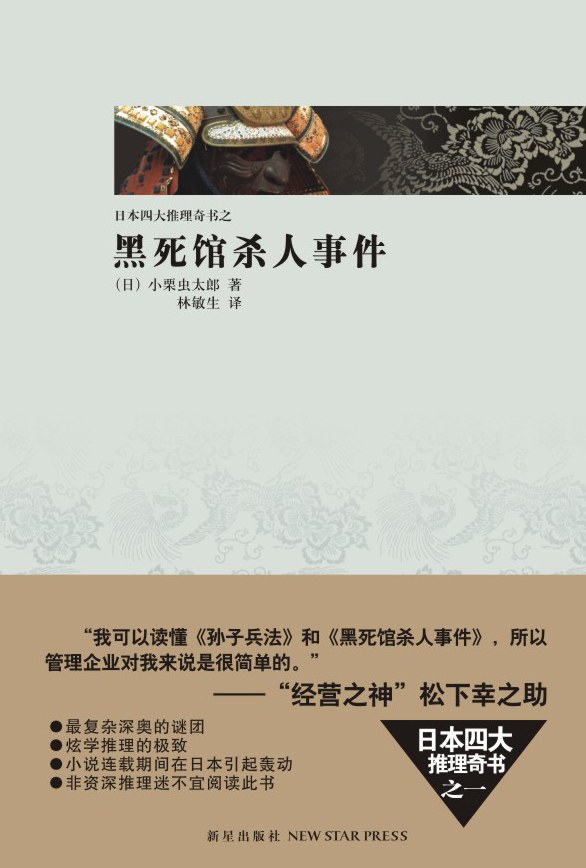 日本四大推理奇书之
黑死馆杀人事件
（日）小栗虫太郎 著
林敏生 译
“我可以读懂《孙子兵法》和《黑死馆杀人事件》，所以
管理企业对我来说是很简单的。”
——“经营之神”松下幸之助
●最复杂深奥的谜团
●炫学推理的极致
●小说连载期间在日本引起轰动
●非资深推理迷不宜阅读此书
日本四大
推理奇书
之一
新星出版社 NEW STAR PRESS